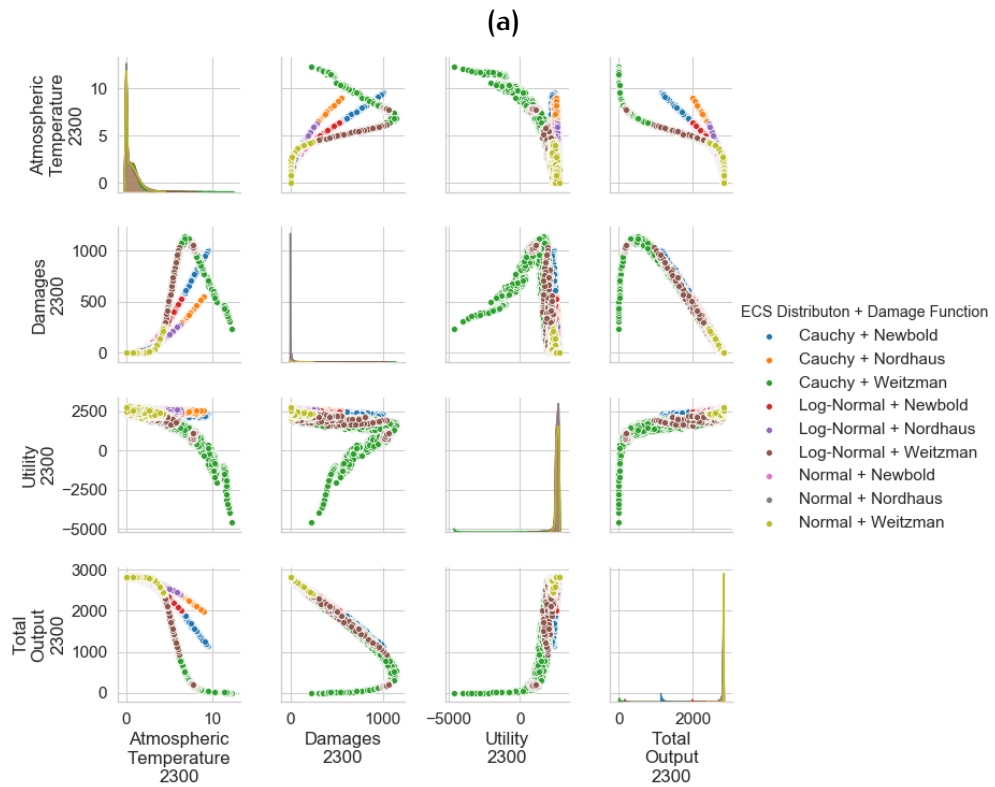 (a)
Atmospheric
Temperature
2300
10
5
0
Damages
2300
1000
500
0
Utility
2300
2500
0
−2500
−5000
Total
Output
2300
3000
2000
1000
0
0
10
Atmospheric
Temperature
2300
0
1000
Damages
2300
−5000
0
Utility
2300
0
2000
Total
Output
2300
ECS Distributon + Damage Function
Cauchy + Newbold
Cauchy + Nordhaus
Cauchy + Weitzman
Log-Normal + Newbold
Log-Normal + Nordhaus
Log-Normal + Weitzman
Normal + Newbold
Normal + Nordhaus
Normal + Weitzman